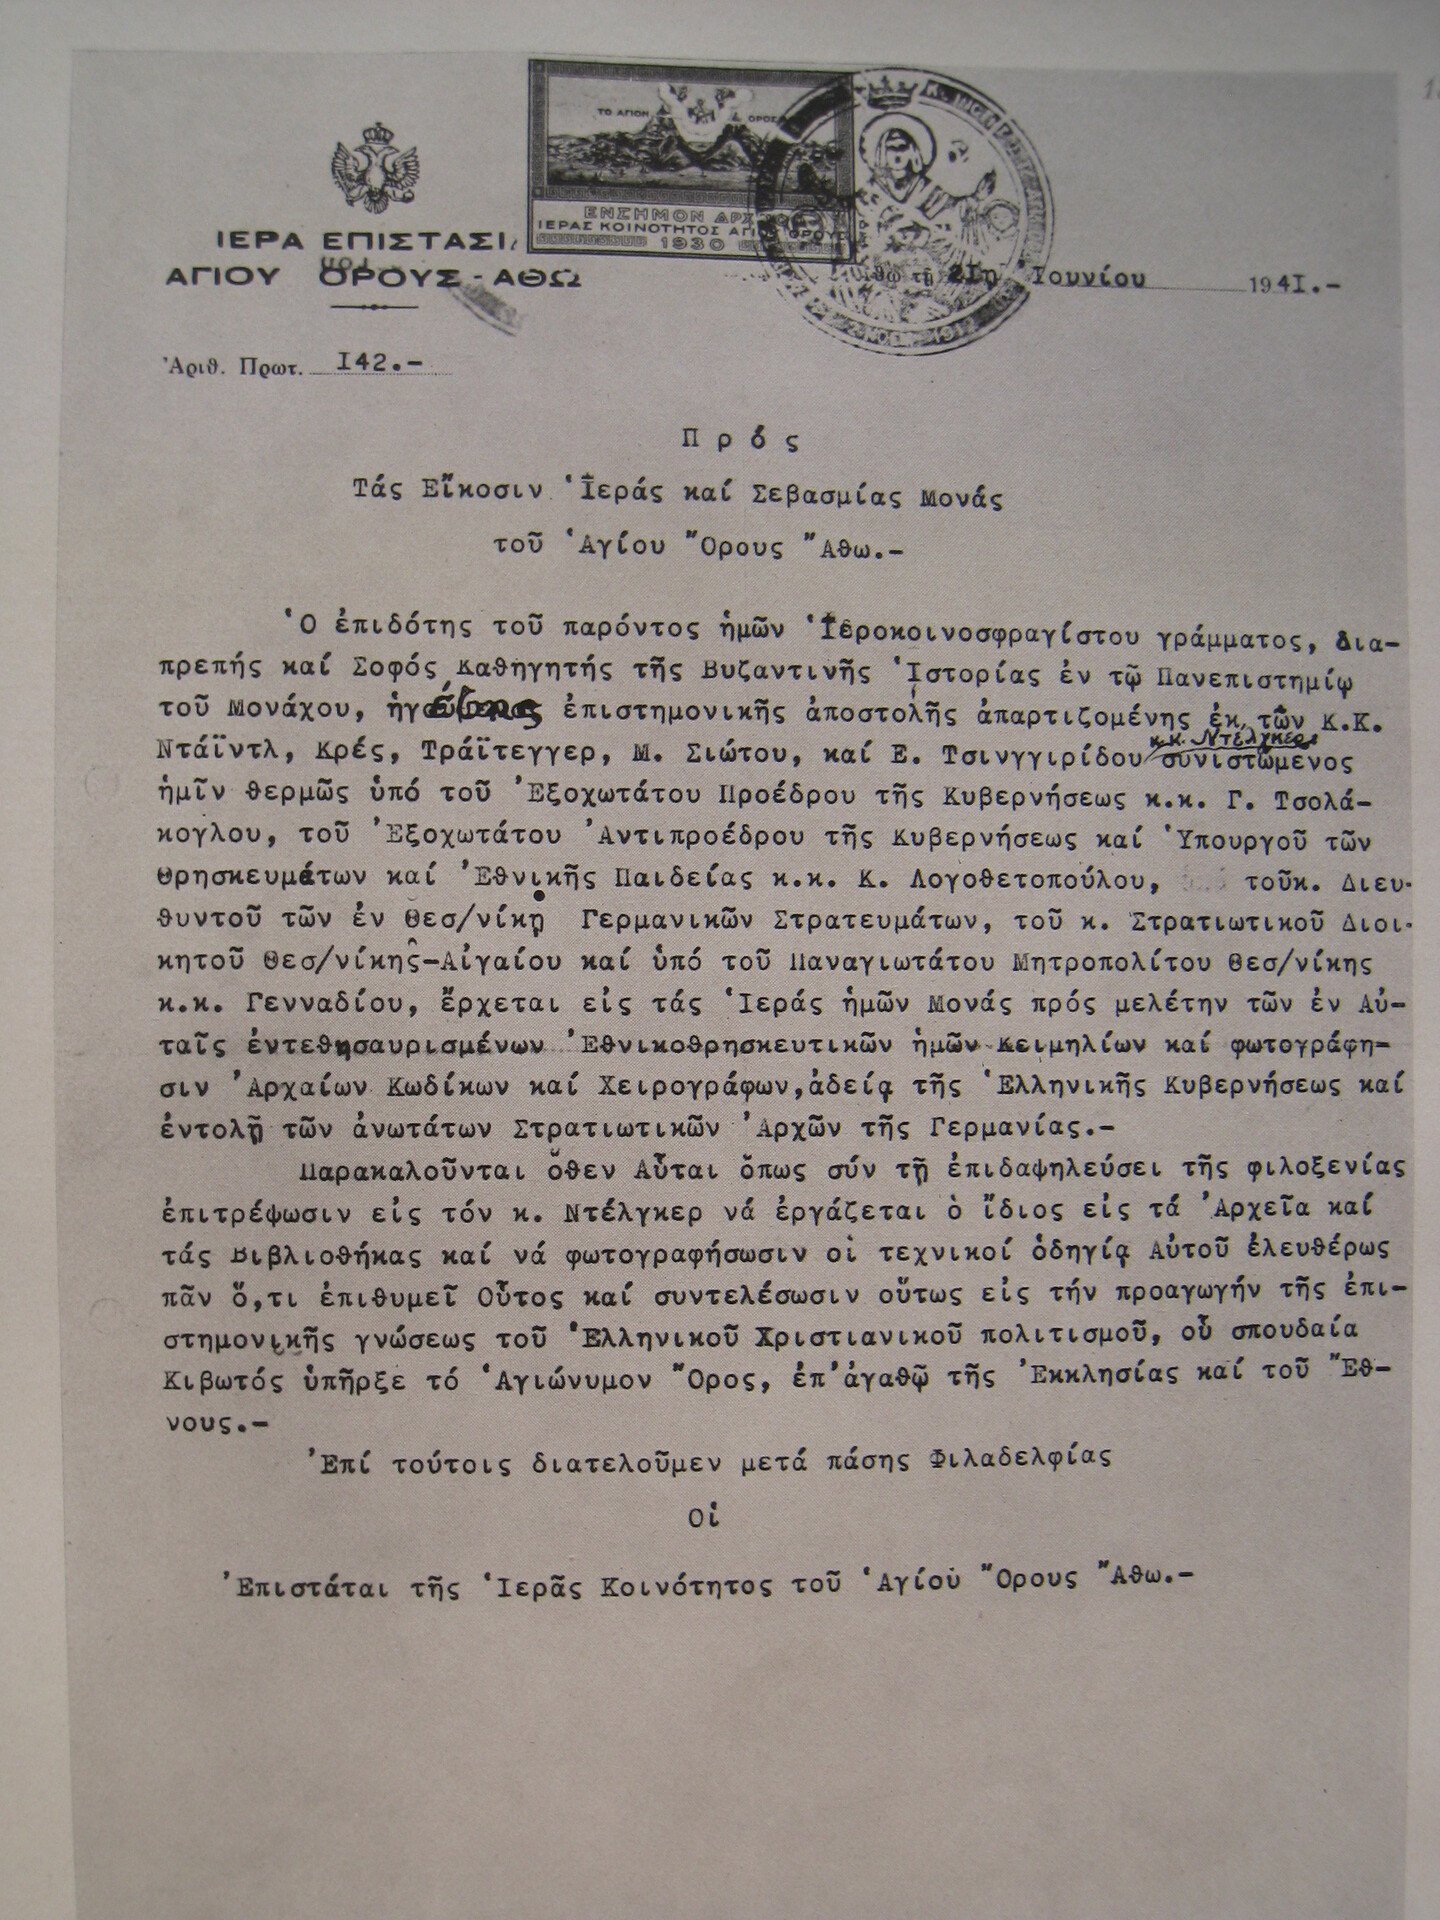 ΤΟ ΑΓΙΟΝ ΟΡΟΣ
ΕΝΣΗΜΟΝ
ΙΕΡΑΣ ΚΟΙΝΟΤΗΤΟΣ ΑΓΙΟΥ ΟΡΟΥΣ
1930
ΙΕΡΑ ΕΠΙΣΤΑΣΙΑ
ΑΓΙΟΥ ΟΡΟΥΣ - ΑΘΩ
τῇ 2Iῃ Ἰουνίου 1941.-
Ἀριθ. Πρωτ. I42.-
Π ρ ό ς
Τάς Εἴκοσιν Ἱεράς καί Σεβασμίας Μονάς
τοῦ Ἁγίου Ὄρους Ἄθω.-
Ὁ ἐπιδότης τοῦ παρόντος ἡμῶν Ἱεροκοινοσφραγίστου γράμματος, δια-
πρεπής καί Σοφός Καθηγητής τῆς Βυζαντινῆς Ἱστορίας ἐν τῷ Πανεπιστημίῳ
τοῦ Μονάχου, ἐπιστημονικῆς ἀποστολῆς ἀπαρτιζομένης ἐκ τῶν Κ.Κ.
κ.κ. Ντέλγκερ
Ντάϊντλ, Κρές, Τράϊτεγγερ, Μ. Σιώτου, καί Ε. Τσινγγιρίδου συνιστώμενος
ἡμῖν θερμῶς ὑπό τοῦ Ἐξοχωτάτου Προέδρου τῆς Κυβερνήσεως κ.κ. Γ. Τσολά-
κογλου, τοῦ Ἐξοχωτάτου Ἀντιπροέδρου τῆς Κυβερνήσεως καί Ὑπουργοῦ τῶν
Θρησκευμάτων καί Ἐθνικῆς Παιδείας κ.κ. Κ. Λογοθετοπούλου, τοῦκ. Διευ-
θυντοῦ τῶν ἐν Θεσ/νίκῃ Γερμανικῶν Στρατευμάτων, τοῦ κ. Στρατιωτικοῦ Διοι-
κητοῦ Θεσ/νίκης-Αἰγαίου καί ὑπό τοῦ Παναγιωτάτου Μητροπολίτου Θεσ/νίκης
κ.κ. Γενναδίου, ἔρχεται εἰς τάς Ἱεράς ἡμῶν Μονάς πρός μελέτην τῶν ἐν Αὐ-
ταῖς ἐντεθησαυρισμένων Ἐθνικοθρησκευτικῶν ἡμῶν Κειμηλίων καί φωτογράφη-
σιν Ἀρχαίων Κωδίκων καί Χειρογράφων,ἀδείᾳ τῆς Ἑλληνικῆς Κυβερνήσεως καί
ἐντολῇ τῶν ἀνωτάτων Στρατιωτικῶν Ἀρχῶν τῆς Γερμανίας.-
Παρακαλοῦνται ὅθεν Αὗται ὅπως σύν τῇ ἐπιδαψηλεύσει τῆς φιλοξενίας
ἐπιτρέψωσιν εἰς τόν κ. Ντέλγκερ νά ἐργάζεται ὁ ἴδιος εἰς τά Ἀρχεῖα καί
τάς Βιβλιοθήκας καί νά φωτογραφήσωσιν οἱ τεχνικοί ὁδηγίᾳ Αὐτοῦ ἐλευθέρως
πᾶν ὅ,τι ἐπιθυμεῖ Οὗτος καί συντελέσωσιν οὕτως εἰς τήν προαγωγήν τῆς ἐπι-
στημονικῆς γνώσεως τοῦ Ἑλληνικοῦ Χριστιανικοῦ πολιτισμοῦ, οὗ σπουδαία
Κιβωτός ὑπῆρξε τό Ἁγιώνυμον Ὄρος, ἐπ'ἀγαθῷ τῆς Ἐκκλησίας καί τοῦ Ἔθ-
νους.-
Ἐπί τούτοις διατελοῦμεν μετά πάσης Φιλαδελφίας
Οἱ
Ἐπιστάται τῆς Ἱερᾶς Κοινότητος τοῦ Ἁγίου Ὄρους Ἄθω.-